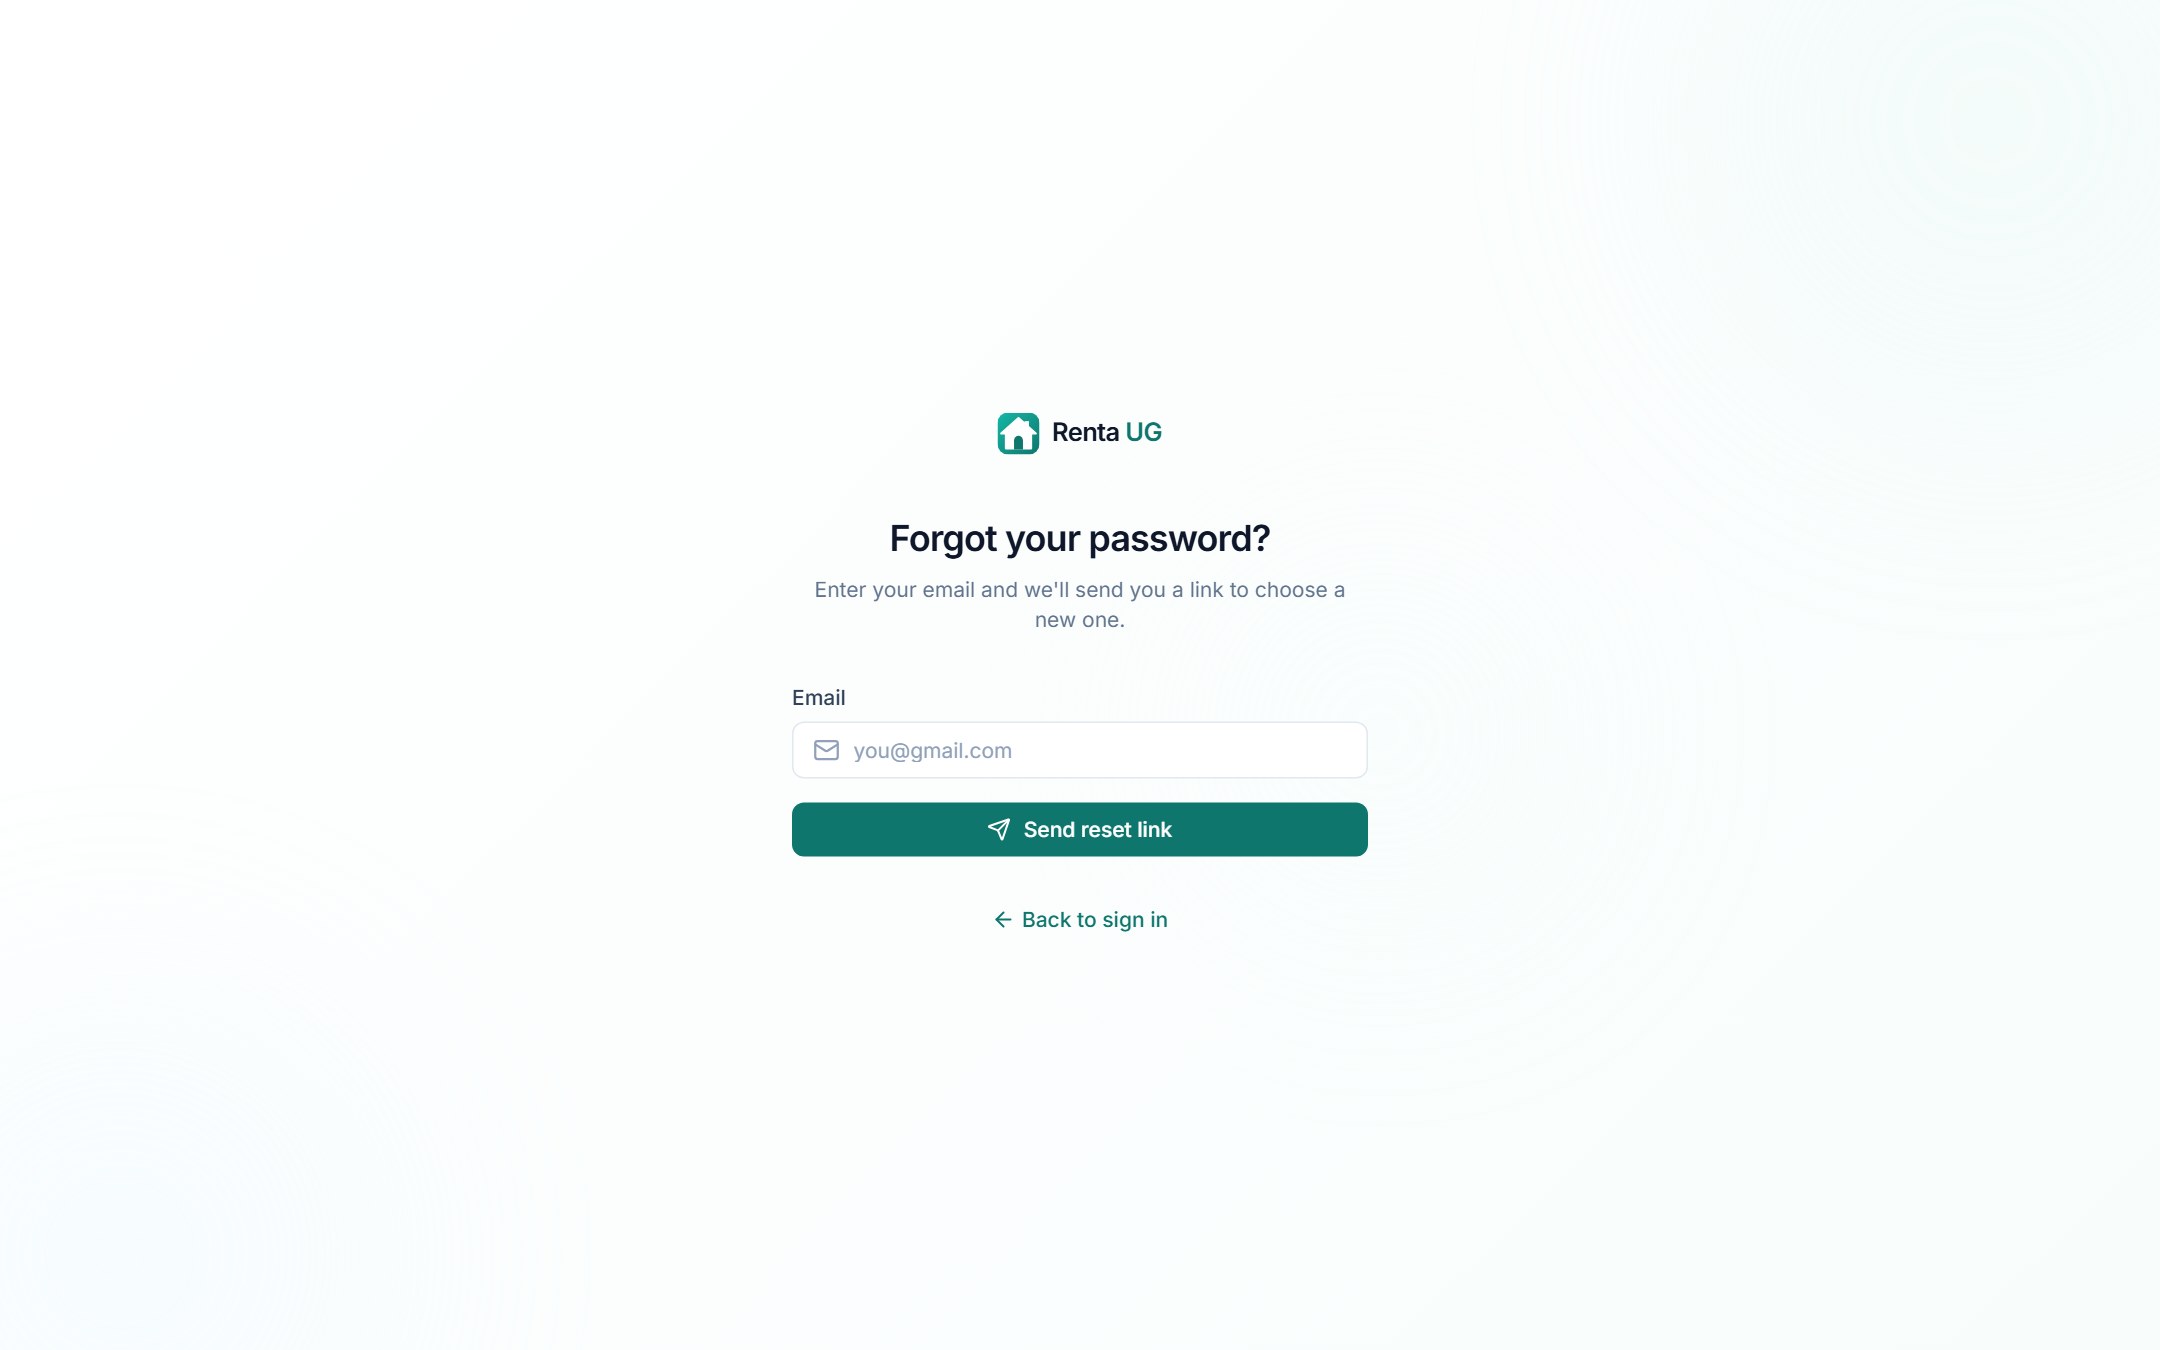 Renta UG
Forgot your password?
Enter your email and we'll send you a link to choose a
new one.
Email
you@gmail.com
Send reset link
Back to sign in